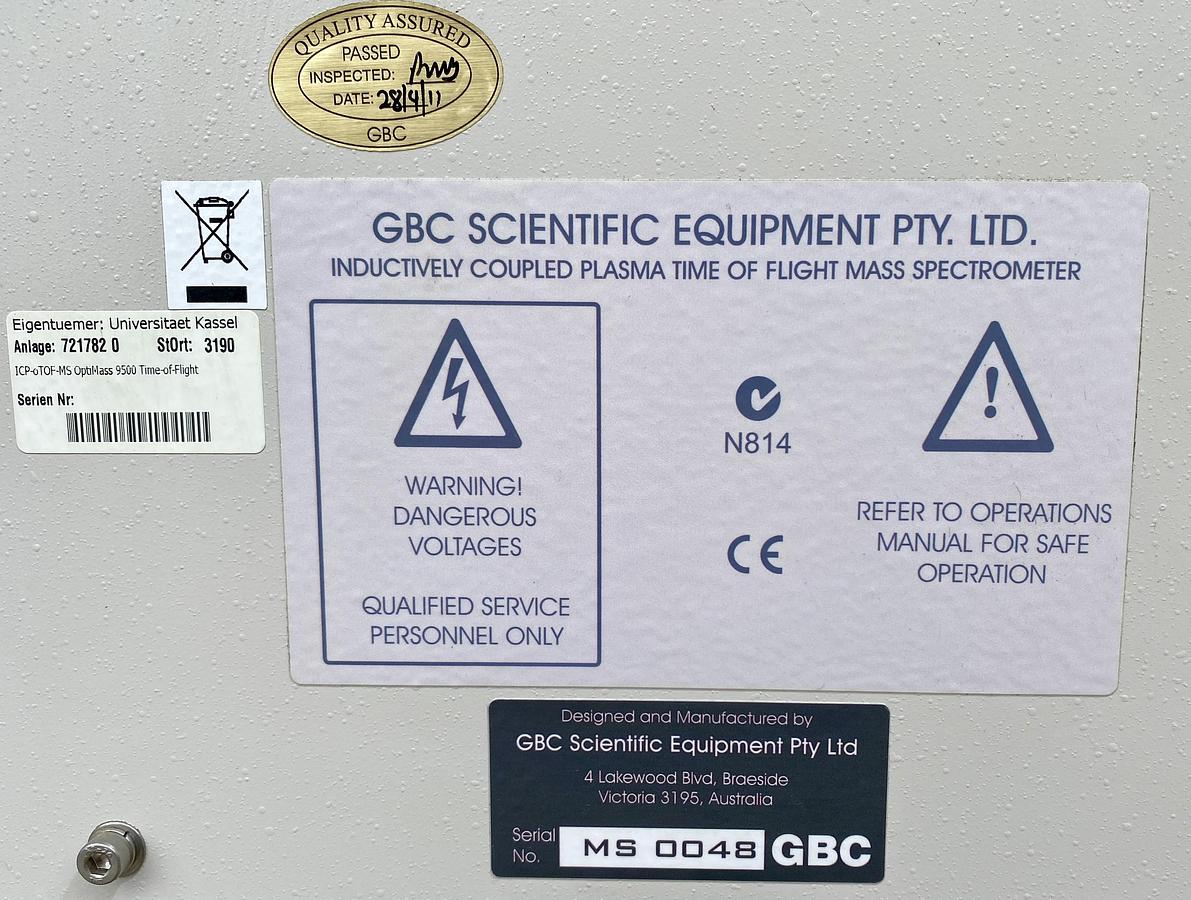 QUALITY ASSURED
PASSED
INSPECTED:
DATE: 28/4/11
GBC
Eigentuemer: Universitaet Kassel
Anlage: 721782 0 StOrt: 3190
ICP-oTOF-MS OptiMass 9500 Time-of-Flight
Serien Nr:
GBC SCIENTIFIC EQUIPMENT PTY. LTD.
INDUCTIVELY COUPLED PLASMA TIME OF FLIGHT MASS SPECTROMETER
WARNING!
DANGEROUS
VOLTAGES
QUALIFIED SERVICE
PERSONNEL ONLY
N814
CE
REFER TO OPERATIONS
MANUAL FOR SAFE
OPERATION
Designed and Manufactured by
GBC Scientific Equipment Pty Ltd
4 Lakewood Blvd, Braeside
Victoria 3195, Australia
Serial
No. MS 0048 GBC